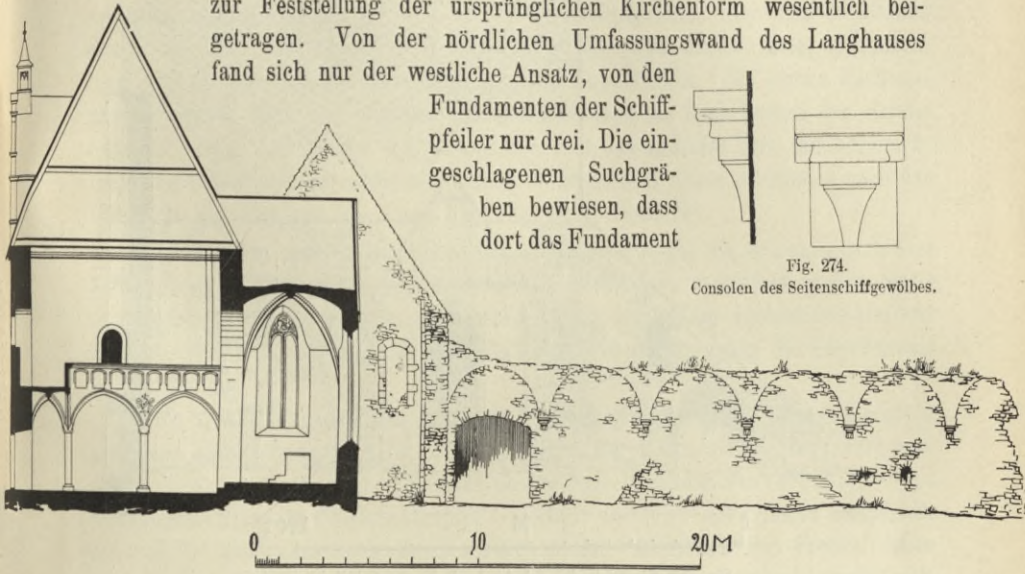 zur Feststellung der ursprünglichen Kirchenform wesentlich bei-
getragen. Von der nördlichen Umfassungswand des Langhauses
fand sich nur der westliche Ansatz, von den
Fundamenten der Schiff-
pfeiler nur drei. Die ein-
geschlagenen Suchgrä-
ben bewiesen, dass
dort das Fundament
Fig. 274.
Consolen des Seitenschiffgewölbes.
0 10 20 M